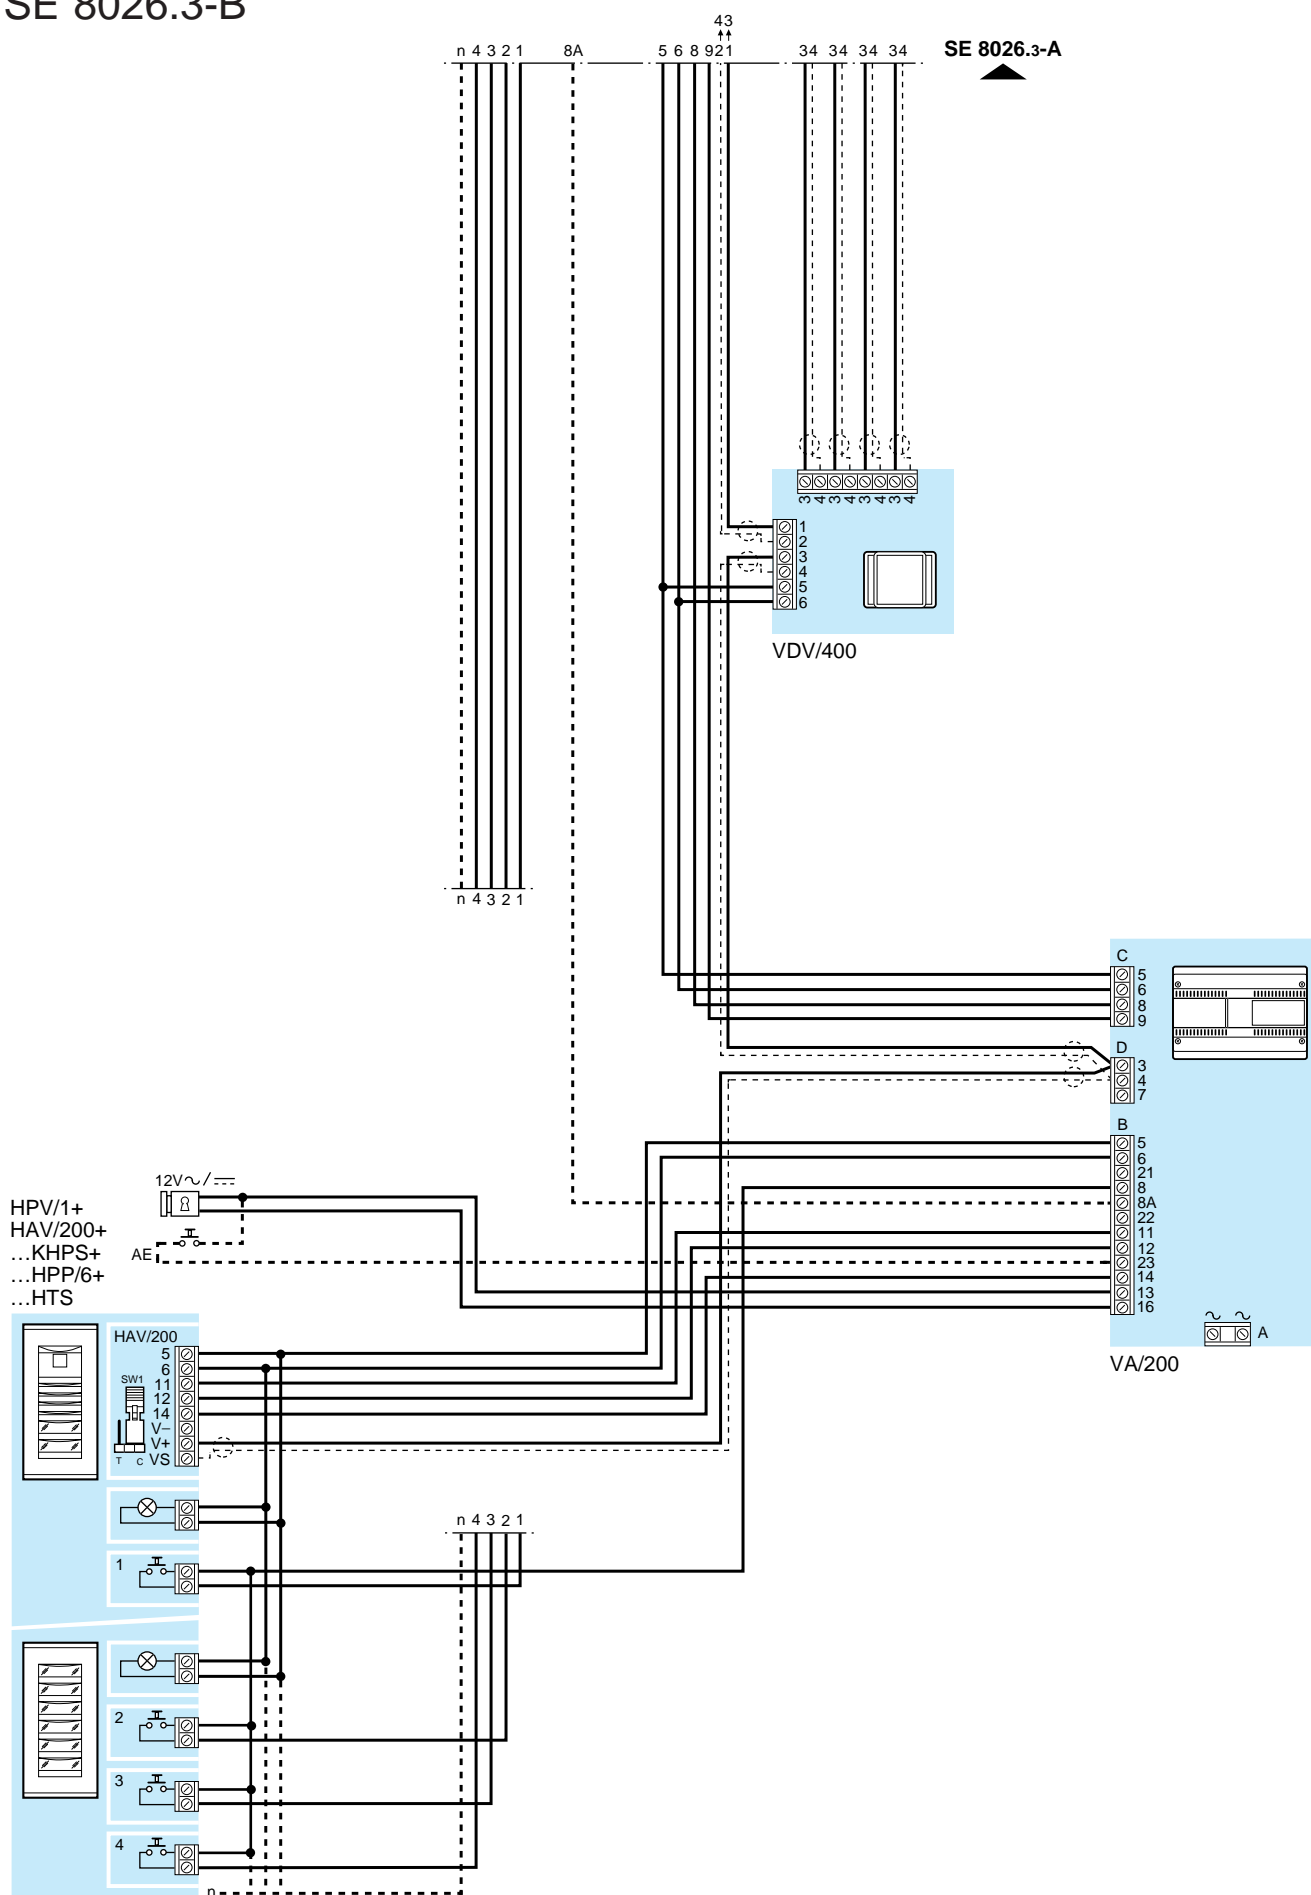 SE 8026.3-B
43
n 4 3 2 1 8A 5 6 8 9 2 1 34 34 34 34
SE 8026.3-A
3 4 3 4 3 4 3 4
1
2
3
4
5
6
VDV/400
n 4 3 2 1
C
5
6
8
9
D
3
4
7
B
5
6
21
8
8A
22
11
12
23
14
13
16
A
VA/200
12V
AE
HPV/1+
HAV/200+
...KHPS+
...HPP/6+
...HTS
HAV/200
5
6
11
12
14
V–
V+
VS
SW1
T C
n 4 3 2 1
1
2
3
4
n